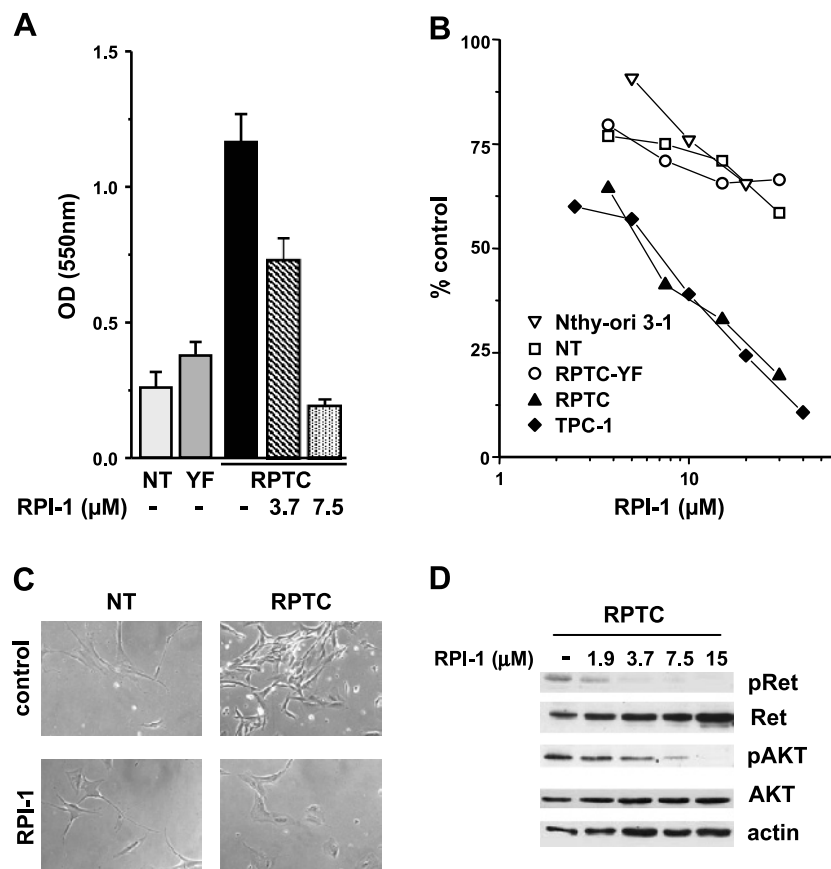 A
OD (550nm)
1.5
1.0
0.5
0.0
NT YF RPTC
RPI-1 (µM) - - - 3.7 7.5
B
% control
100
75
50
25
0
Nthy-ori 3-1
NT
RPTC-YF
RPTC
TPC-1
1 10
RPI-1 (µM)
C
NT RPTC
control
RPI-1
D
RPTC
RPI-1 (µM) - 1.9 3.7 7.5 15
pRet
Ret
pAKT
AKT
actin